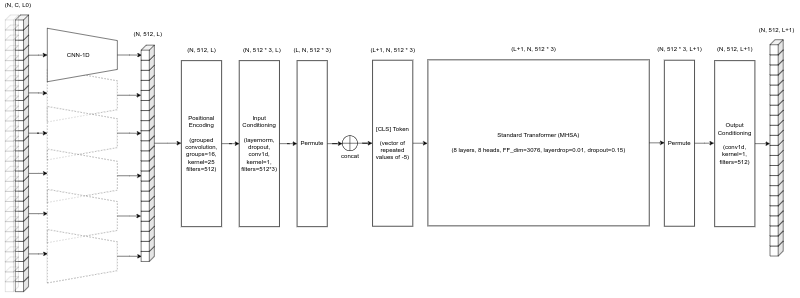 (N, C, L0)
CNN-1D
(N, 512, L)
(N, 512, L)
Positional
Encoding
(grouped
convolution,
groups=16,
kernel=25
filters=512)
(N, 512 * 3, L)
Input
Conditioning
(layernorm,
dropout,
conv1d,
kernel=1,
filters=512*3)
(L, N, 512 * 3)
Permute
concat
(L+1, N, 512 * 3)
[CLS] Token
(vector of
repeated
values of -5)
(L+1, N, 512 * 3)
Standard Transformer (MHSA)
(8 layers, 8 heads, FF_dim=3076, layerdrop=0.01, dropout=0.15)
(N, 512 * 3, L+1)
Permute
(N, 512, L+1)
Output
Conditioning
(conv1d,
kernel=1,
filters=512)
(N, 512, L+1)